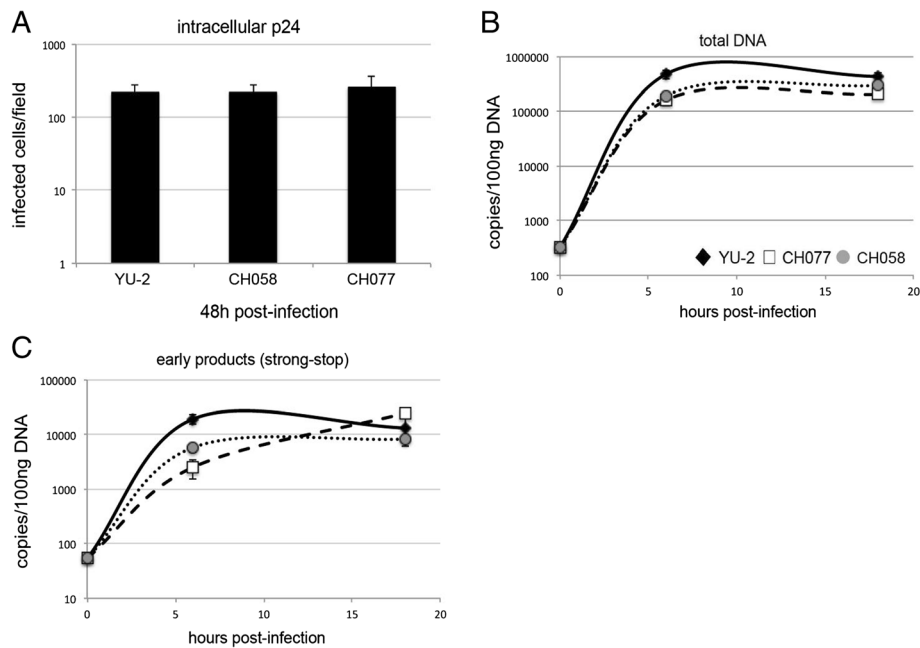 A
intracellular p24
1000
100
10
1
infected cells/field
YU-2 CH058 CH077
48h post-infection
B
total DNA
1000000
100000
10000
1000
100
copies/100ng DNA
YU-2 CH077 CH058
0 5 10 15 20
hours post-infection
C
early products (strong-stop)
100000
10000
1000
100
10
copies/100ng DNA
0 5 10 15 20
hours post-infection